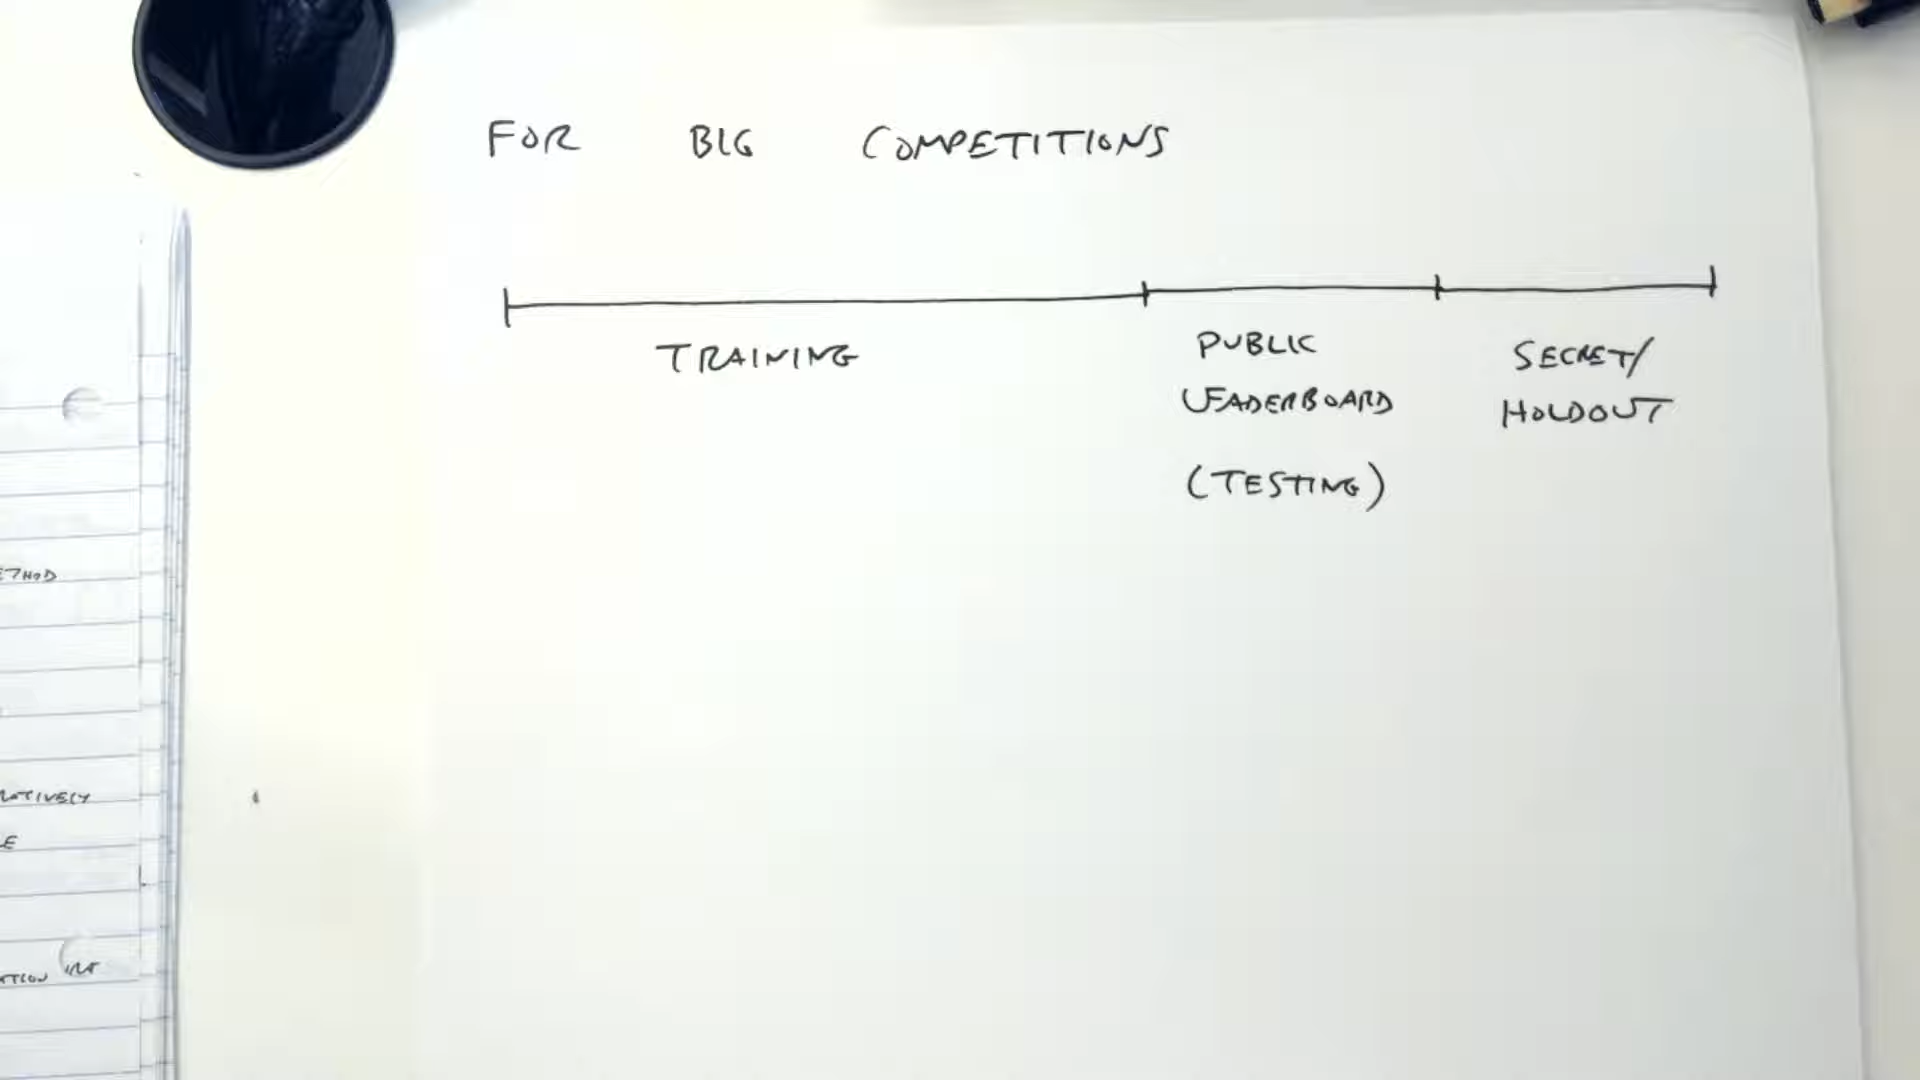 FOR BIG COMPETITIONS
TRAINING
PUBLIC
LEADERBOARD
(TESTING)
SECRET/
HOLDOUT